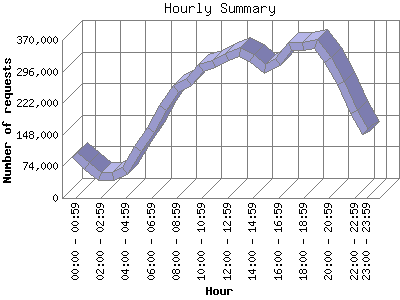 Hourly Summary
370,000
296,000
222,000
148,000
74,000
0
Number of requests
00:00 - 00:59
02:00 - 02:59
04:00 - 04:59
06:00 - 06:59
08:00 - 08:59
10:00 - 10:59
12:00 - 12:59
14:00 - 14:59
16:00 - 16:59
18:00 - 18:59
20:00 - 20:59
22:00 - 22:59
23:00 - 23:59
Hour